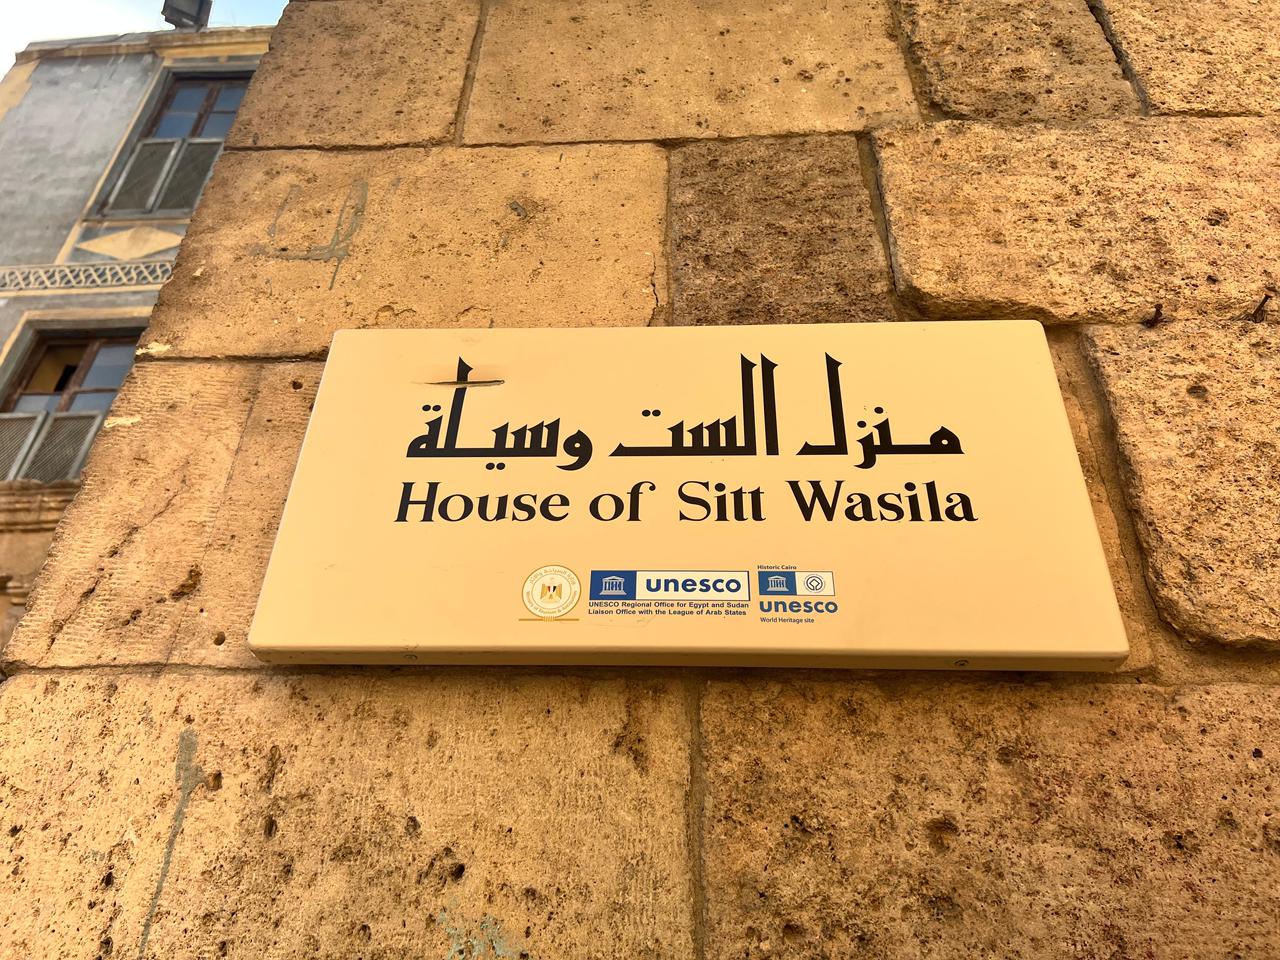 منزل الست وسيلة
House of Sitt Wasila
unesco
UNESCO Regional Office for Egypt and Sudan
Liaison Office with the League of Arab States
Historic Cairo
unesco
World Heritage site